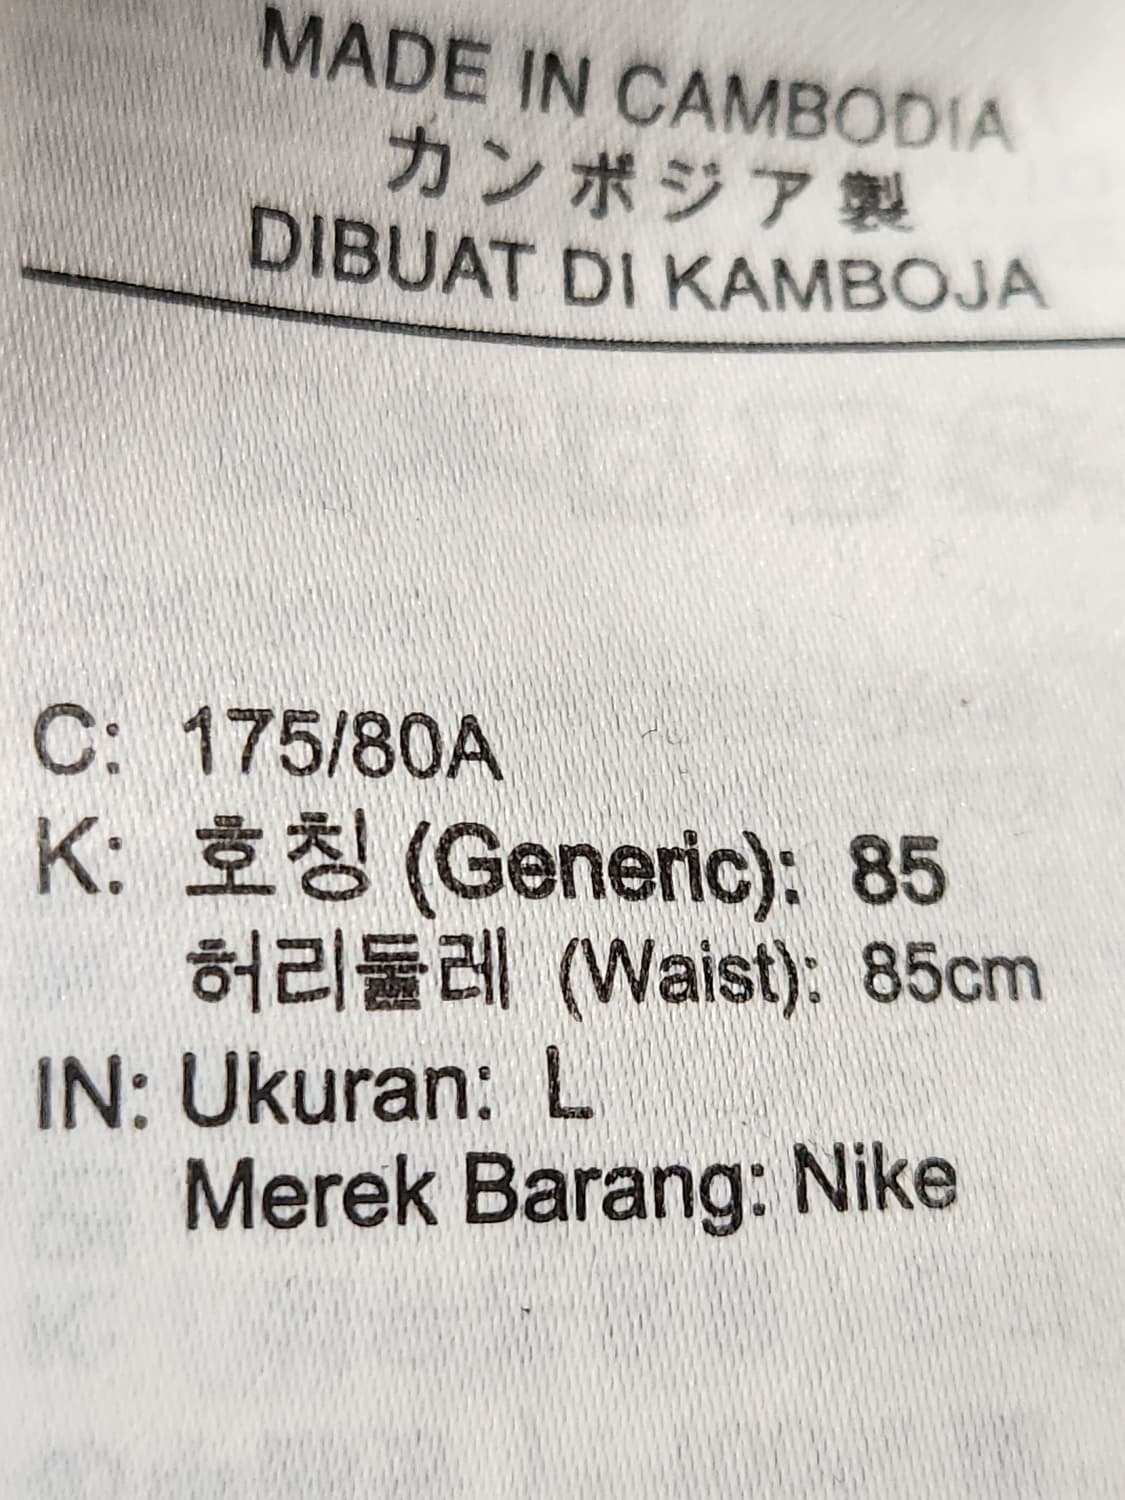 MADE IN CAMBODIA
カンボジア製
DIBUAT DI KAMBOJA
C: 175/80A
K: 호칭 (Generic): 85
허리둘레 (Waist): 85cm
IN: Ukuran: L
Merek Barang: Nike